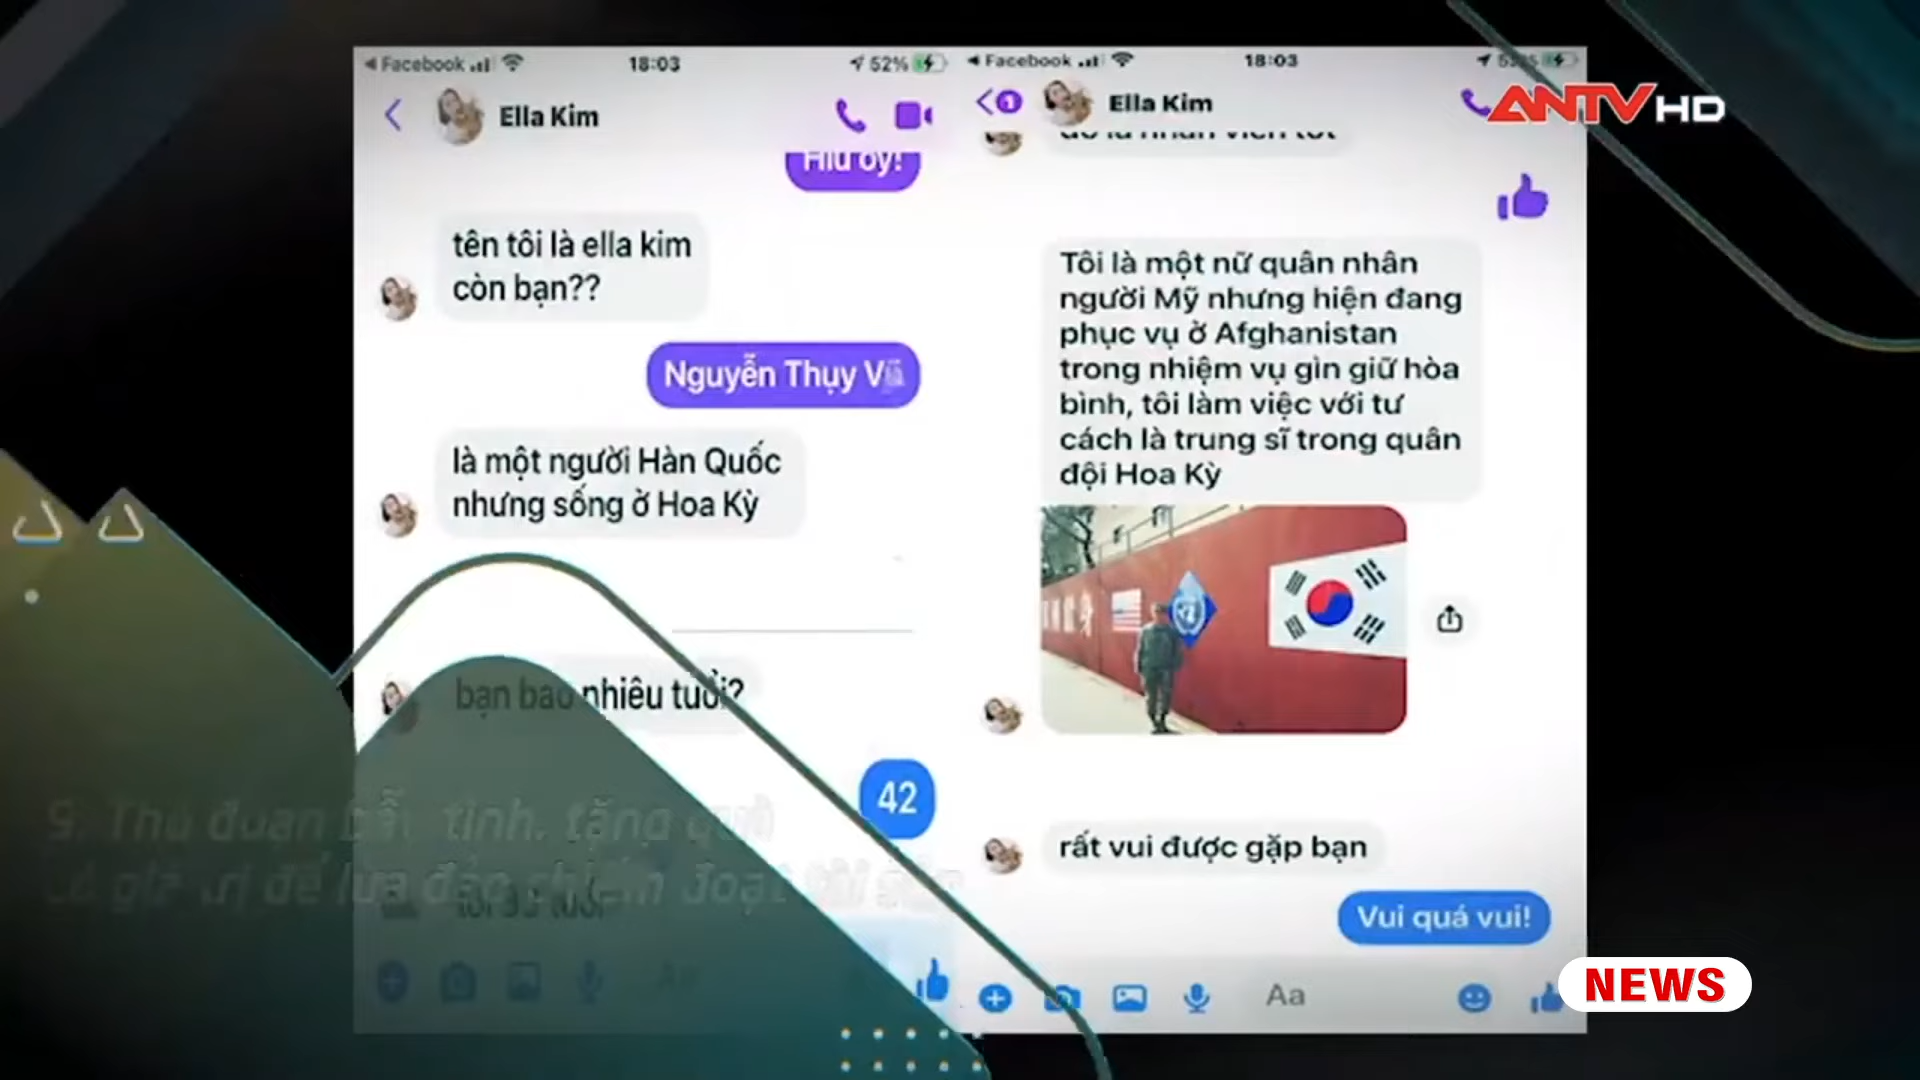 Facebook 18:03 52%
Ella Kim
Hiu ơy!
tên tôi là ella kim
còn bạn??
Nguyễn Thụy V
là một người Hàn Quốc
nhưng sống ở Hoa Kỳ
bạn bao nhiêu tuổi?
42
Facebook 18:03
1 Ella Kim
Tôi là một nữ quân nhân
người Mỹ nhưng hiện đang
phục vụ ở Afghanistan
trong nhiệm vụ gìn giữ hòa
bình, tôi làm việc với tư
cách là trung sĩ trong quân
đội Hoa Kỳ
rất vui được gặp bạn
Vui quá vui!
Aa
ANTV HD
NEWS